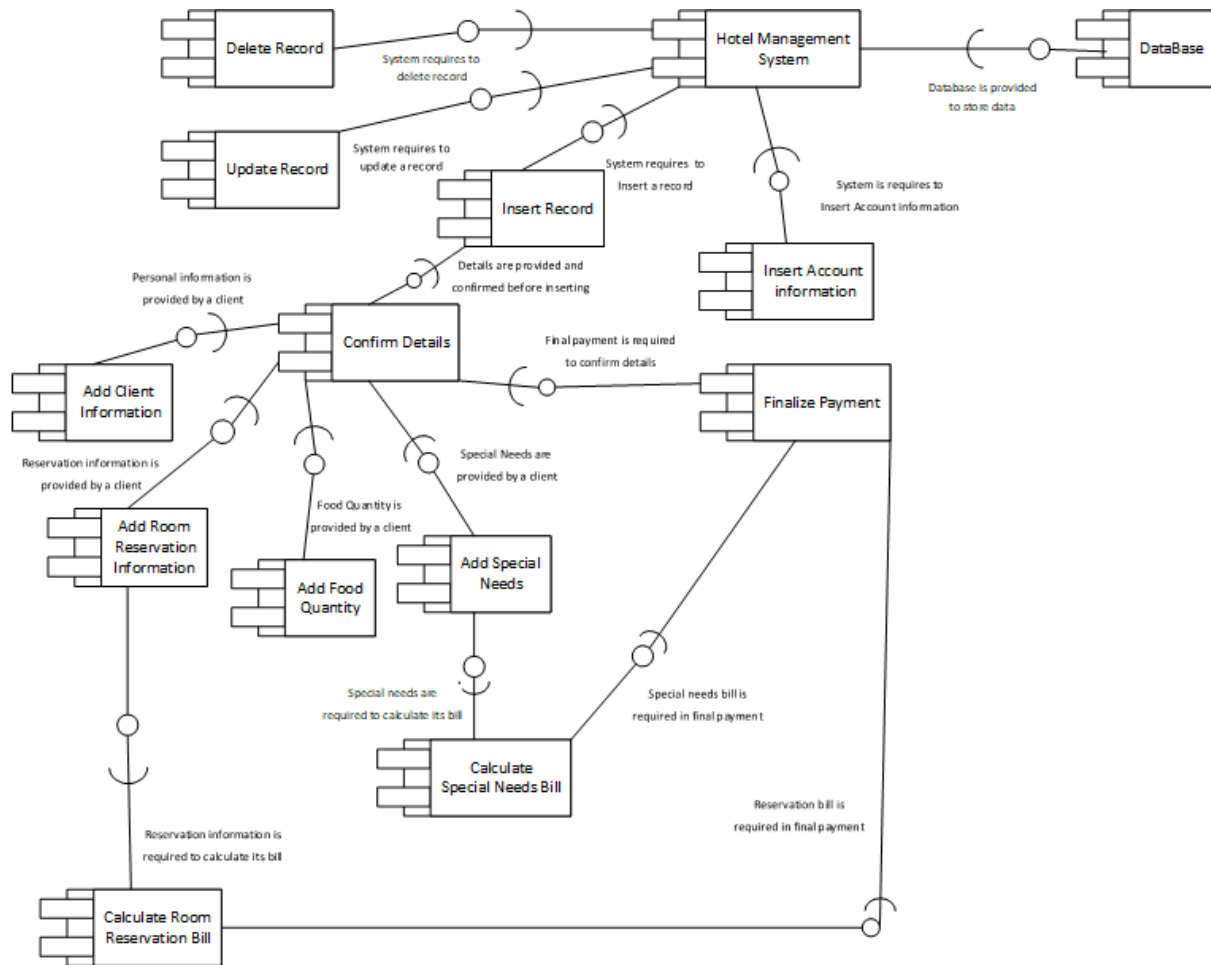 Delete Record
Hotel Management
System
DataBase
System requires to
delete record
Database is provided
to store data
Update Record
System requires to
update a record
System requires to
Insert a record
Insert Record
System is requires to
Insert Account information
Insert Account
information
Personal information is
provided by a client
Details are provided and
confirmed before inserting
Confirm Details
Final payment is required
to confirm details
Add Client
Information
Finalize Payment
Reservation information is
provided by a client
Special Needs are
provided by a client
Food Quantity is
provided by a client
Add Room
Reservation
Information
Add Food
Quantity
Add Special
Needs
Special needs are
required to calculate its bill
Special needs bill is
required in final payment
Calculate
Special Needs Bill
Reservation bill is
required in final payment
Reservation information is
required to calculate its bill
Calculate Room
Reservation Bill